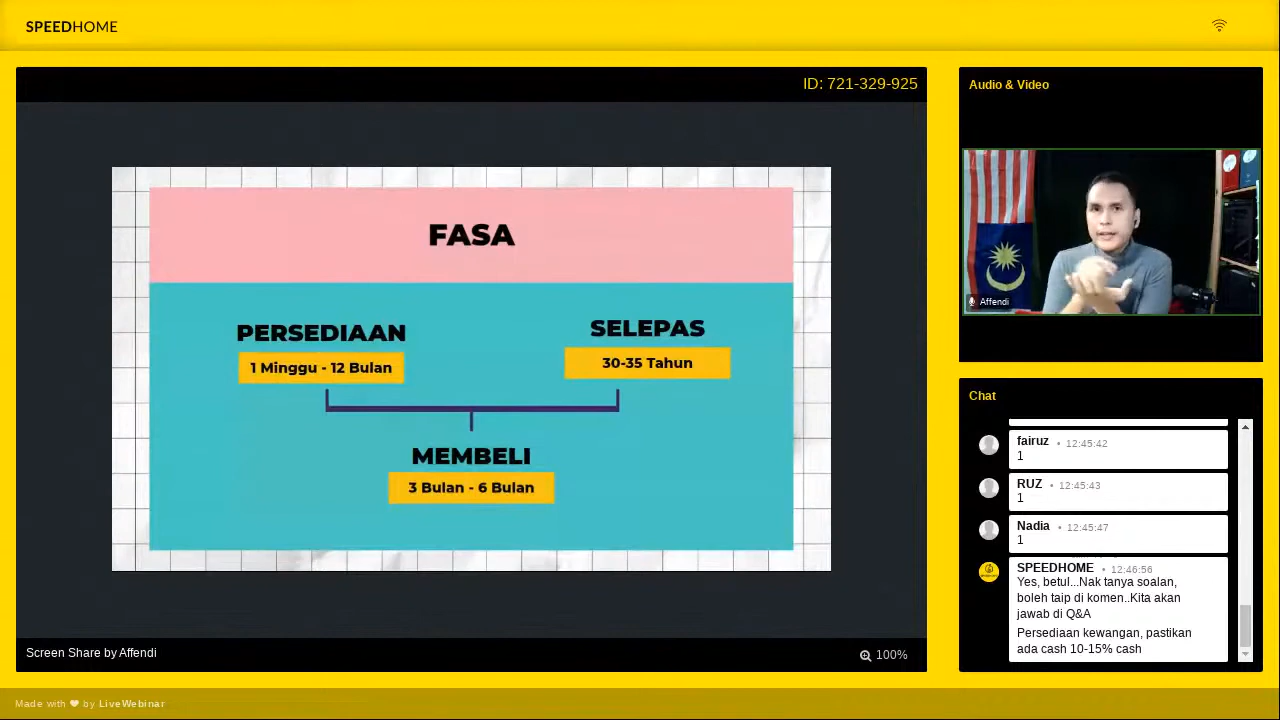 SPEEDHOME
ID: 721-329-925
FASA
PERSEDIAAN
1 Minggu - 12 Bulan
SELEPAS
30-35 Tahun
MEMBELI
3 Bulan - 6 Bulan
Screen Share by Affendi
100%
Audio & Video
Affendi
Chat
fairuz • 12:45:42
1
RUZ • 12:45:43
1
Nadia • 12:45:47
1
SPEEDHOME • 12:46:56
Yes, betul...Nak tanya soalan,
boleh taip di komen..Kita akan
jawab di Q&A
Persediaan kewangan, pastikan
ada cash 10-15% cash
Made with ❤ by LiveWebinar